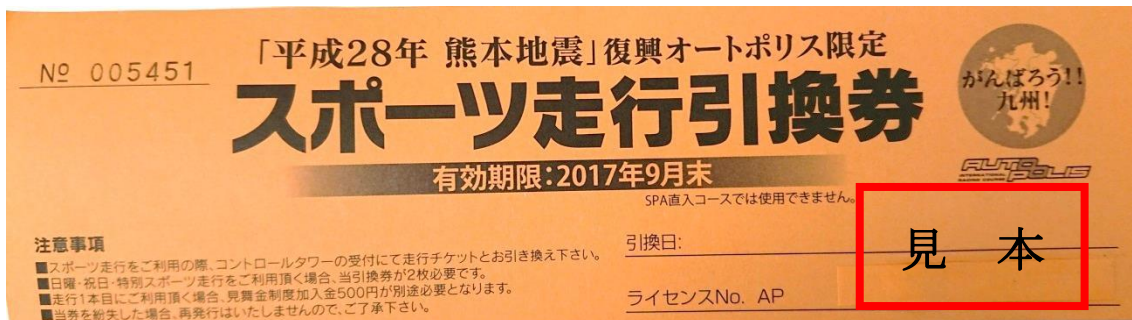 № 005451
「平成28年 熊本地震」復興オートポリス限定
スポーツ走行引換券
がんばろう!!
九州!
有効期限:2017年9月末
AUTOPOLIS
INTERNATIONAL RACING COURSE
SPA直入コースでは使用できません。
注意事項
■スポーツ走行をご利用の際、コントロールタワーの受付にて走行チケットとお引き換え下さい。
■日曜・祝日・特別スポーツ走行をご利用頂く場合、当引換券が2枚必要です。
■走行1本目にご利用頂く場合、見舞金制度加入金500円が別途必要となります。
■当券を紛失した場合、再発行はいたしませんので、ご了承下さい。
引換日:
ライセンスNo. AP
見 本